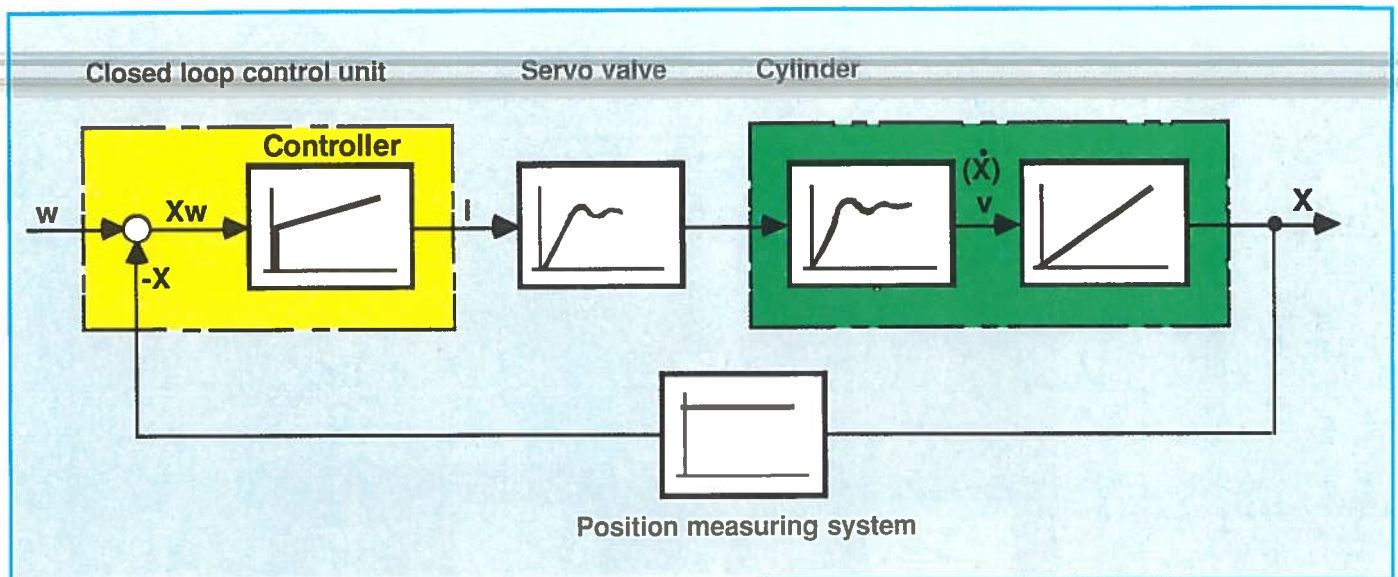 Closed loop control unit
Servo valve
Cylinder
Controller
w
Xw
I
(Ẋ)
v
X
-X
Position measuring system